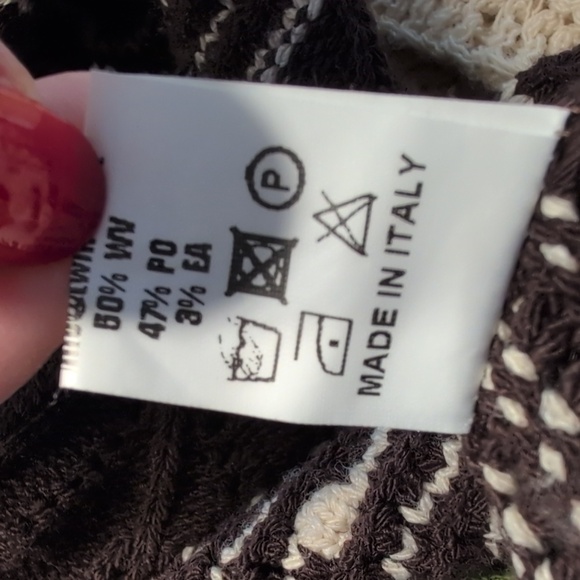 50% WV
47% PO
3% EA
P
MADE IN ITALY